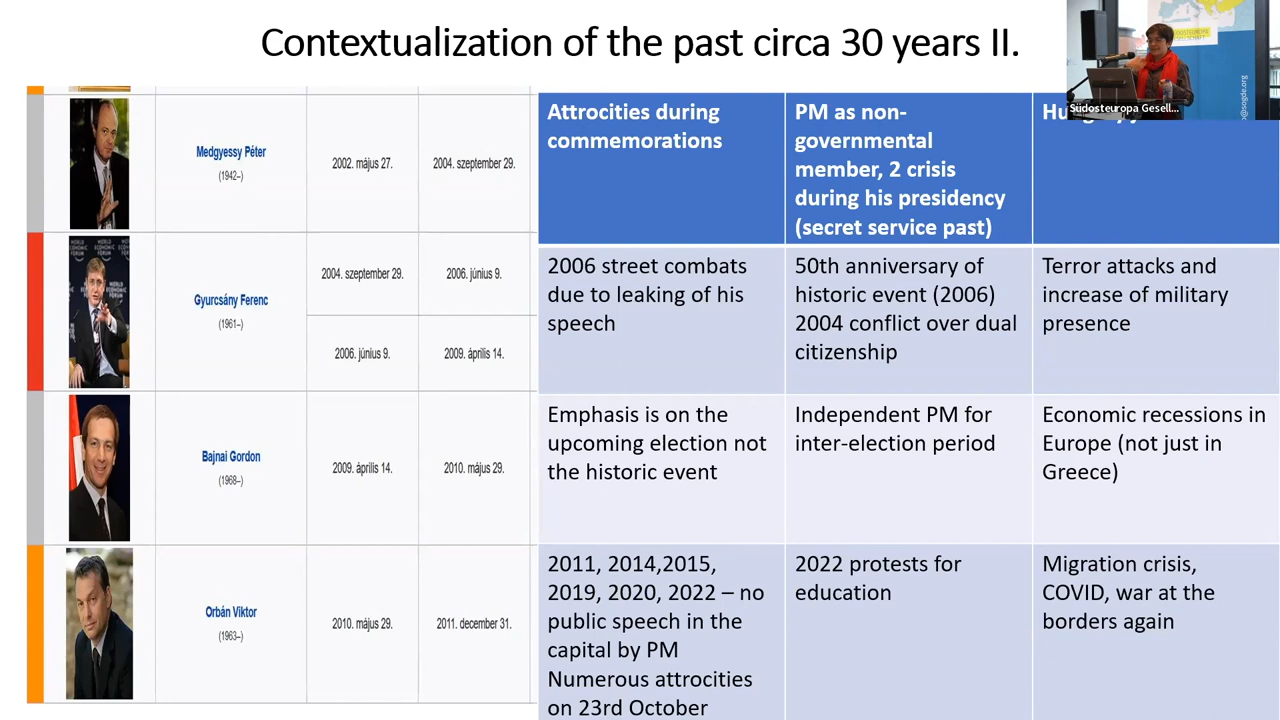 Contextualization of the past circa 30 years II.
Südosteuropa Gesell...
Medgyessy Péter
(1942–)
2002. május 27.
2004. szeptember 29.
Attrocities during
commemorations
PM as non-
governmental
member, 2 crisis
during his presidency
(secret service past)
Gyurcsány Ferenc
(1961–)
2004. szeptember 29.
2006. június 9.
2006. június 9.
2009. április 14.
2006 street combats
due to leaking of his
speech
50th anniversary of
historic event (2006)
2004 conflict over dual
citizenship
Terror attacks and
increase of military
presence
Bajnai Gordon
(1968–)
2009. április 14.
2010. május 29.
Emphasis is on the
upcoming election not
the historic event
Independent PM for
inter-election period
Economic recessions in
Europe (not just in
Greece)
Orbán Viktor
(1963–)
2010. május 29.
2011. december 31.
2011, 2014,2015,
2019, 2020, 2022 – no
public speech in the
capital by PM
Numerous attrocities
on 23rd October
2022 protests for
education
Migration crisis,
COVID, war at the
borders again